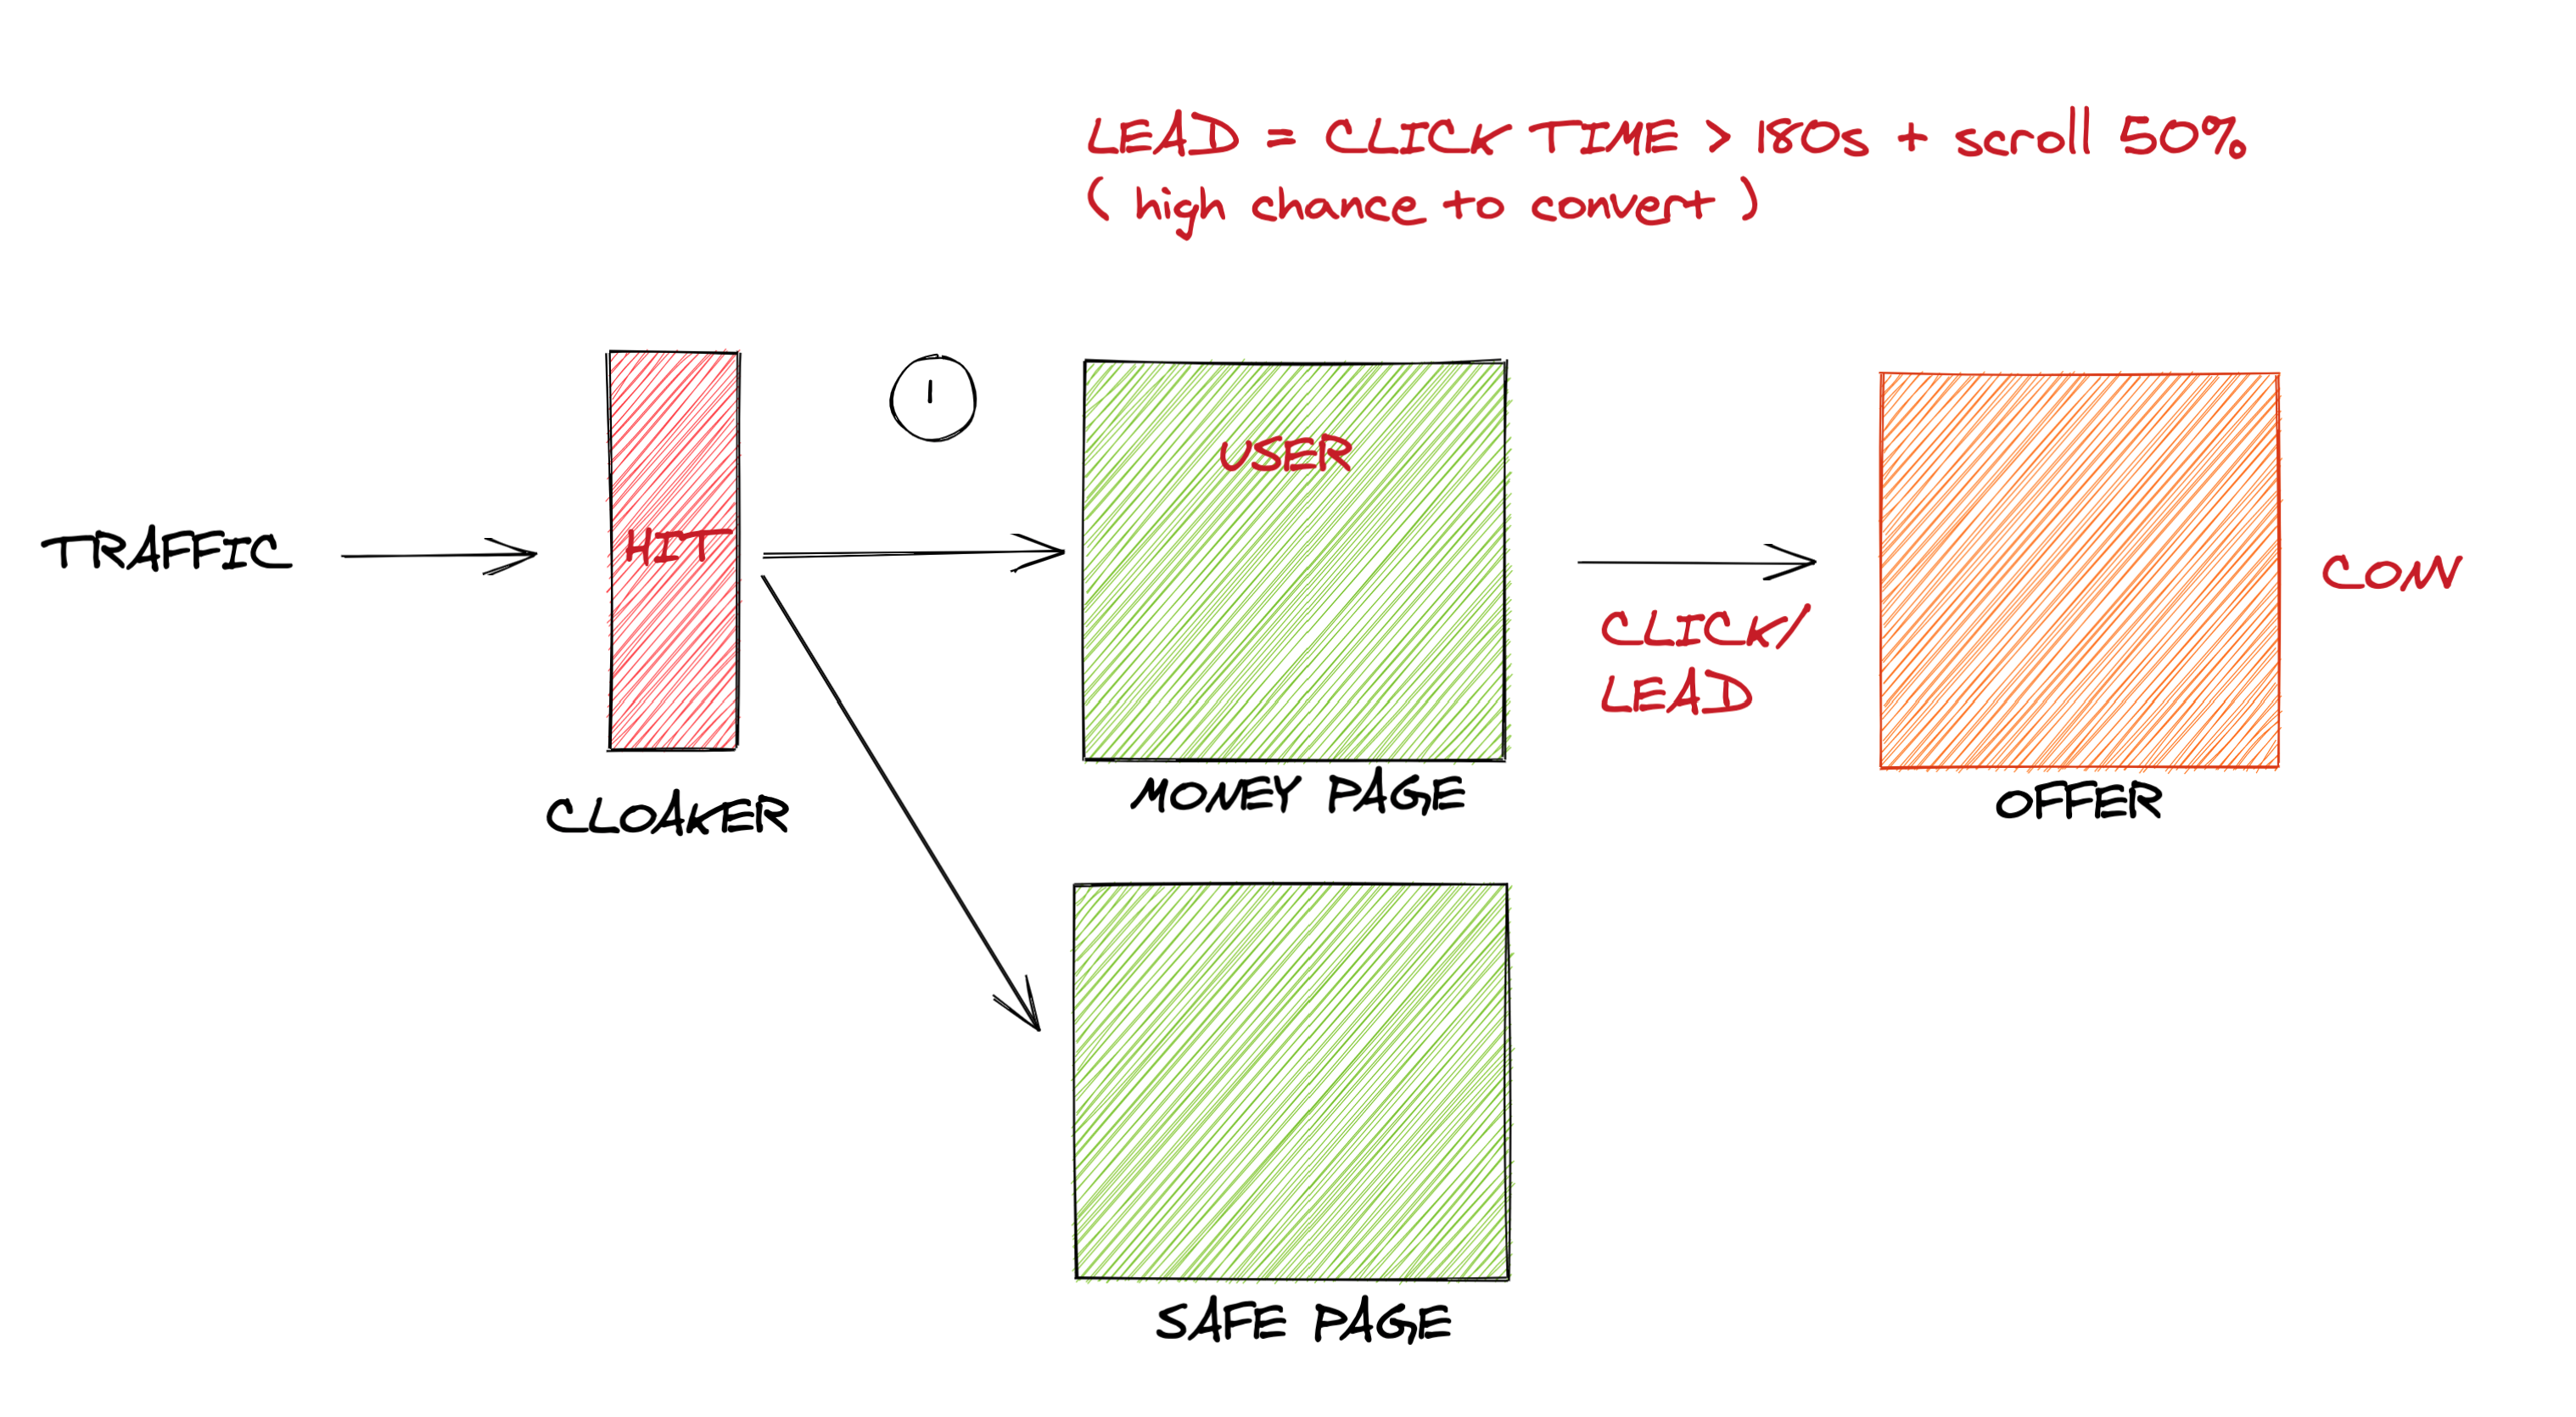 LEAD = CLICK TIME > 180s + scroll 50%
( high chance to convert )
1
USER
TRAFFIC
HIT
CONV
CLICK/
LEAD
MONEY PAGE
OFFER
CLOAKER
SAFE PAGE